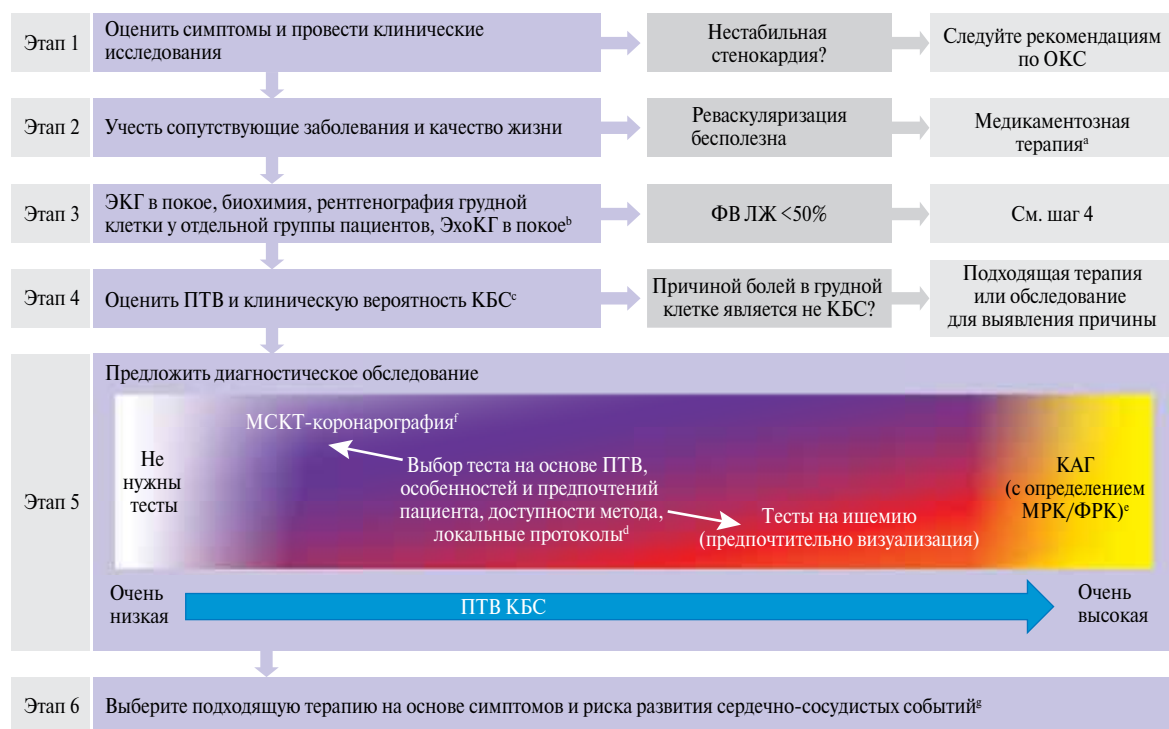 Этап 1
Оценить симптомы и провести клинические
исследования
Нестабильная
стенокардия?
Следуйте рекомендациям
по ОКС
Этап 2
Учесть сопутствующие заболевания и качество жизни
Реваскуляризация
бесполезна
Медикаментозная
терапияᵃ
Этап 3
ЭКГ в покое, биохимия, рентгенография грудной
клетки у отдельной группы пациентов, ЭхоКГ в покоеᵇ
ФВ ЛЖ <50%
См. шаг 4
Этап 4
Оценить ПТВ и клиническую вероятность КБСᶜ
Причиной болей в грудной
клетке является не КБС?
Подходящая терапия
или обследование
для выявления причины
Этап 5
Предложить диагностическое обследование
Не
нужны
тесты
МСКТ-коронарографияᶠ
Выбор теста на основе ПТВ,
особенностей и предпочтений
пациента, доступности метода,
локальные протоколыᵈ
Тесты на ишемию
(предпочтительно визуализация)
КАГ
(с определением
МРК/ФРК)ᵉ
Очень
низкая
ПТВ КБС
Очень
высокая
Этап 6
Выберите подходящую терапию на основе симптомов и риска развития сердечно-сосудистых событийᵍ